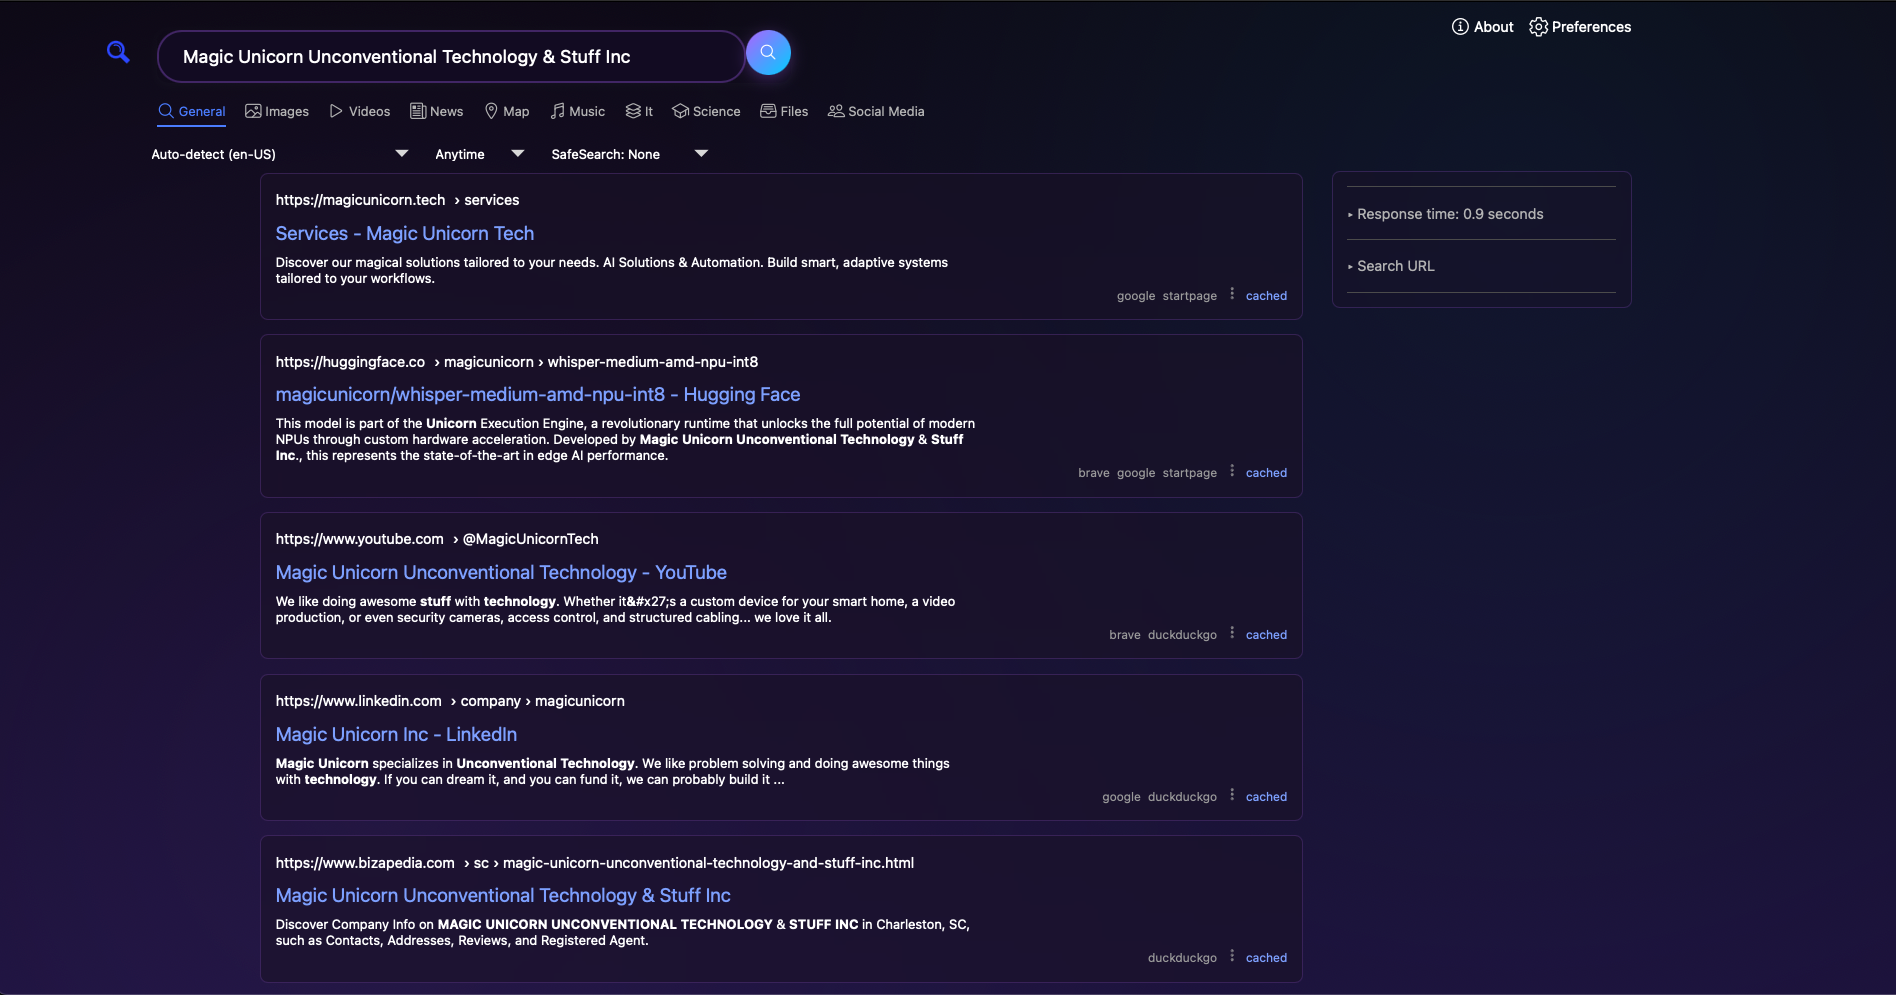 About Preferences
Magic Unicorn Unconventional Technology & Stuff Inc
General Images Videos News Map Music It Science Files Social Media
Auto-detect (en-US) Anytime SafeSearch: None
https://magicunicorn.tech › services
Services - Magic Unicorn Tech
Discover our magical solutions tailored to your needs. AI Solutions & Automation. Build smart, adaptive systems
tailored to your workflows.
google startpage cached
https://huggingface.co › magicunicorn › whisper-medium-amd-npu-int8
magicunicorn/whisper-medium-amd-npu-int8 - Hugging Face
This model is part of the Unicorn Execution Engine, a revolutionary runtime that unlocks the full potential of modern
NPUs through custom hardware acceleration. Developed by Magic Unicorn Unconventional Technology & Stuff
Inc., this represents the state-of-the-art in edge AI performance.
brave google startpage cached
https://www.youtube.com › @MagicUnicornTech
Magic Unicorn Unconventional Technology - YouTube
We like doing awesome stuff with technology. Whether it&#x27;s a custom device for your smart home, a video
production, or even security cameras, access control, and structured cabling... we love it all.
brave duckduckgo cached
https://www.linkedin.com › company › magicunicorn
Magic Unicorn Inc - LinkedIn
Magic Unicorn specializes in Unconventional Technology. We like problem solving and doing awesome things
with technology. If you can dream it, and you can fund it, we can probably build it ...
google duckduckgo cached
https://www.bizapedia.com › sc › magic-unicorn-unconventional-technology-and-stuff-inc.html
Magic Unicorn Unconventional Technology & Stuff Inc
Discover Company Info on MAGIC UNICORN UNCONVENTIONAL TECHNOLOGY & STUFF INC in Charleston, SC,
such as Contacts, Addresses, Reviews, and Registered Agent.
duckduckgo cached
Response time: 0.9 seconds
Search URL